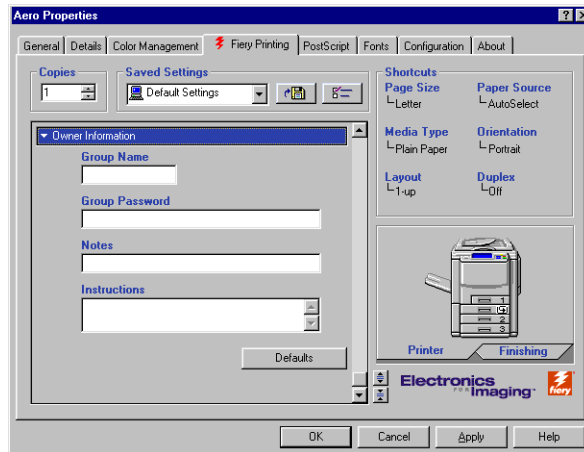 Aero Properties
General Details Color Management Fiery Printing PostScript Fonts Configuration About
Copies
1
Saved Settings
Default Settings
Owner Information
Group Name
Group Password
Notes
Instructions
Defaults
Shortcuts
Page Size
Letter
Paper Source
AutoSelect
Media Type
Plain Paper
Orientation
Portrait
Layout
1-up
Duplex
Off
1
2
3
Printer
Finishing
Electronics
FOR Imaging
fiery
OK Cancel Apply Help